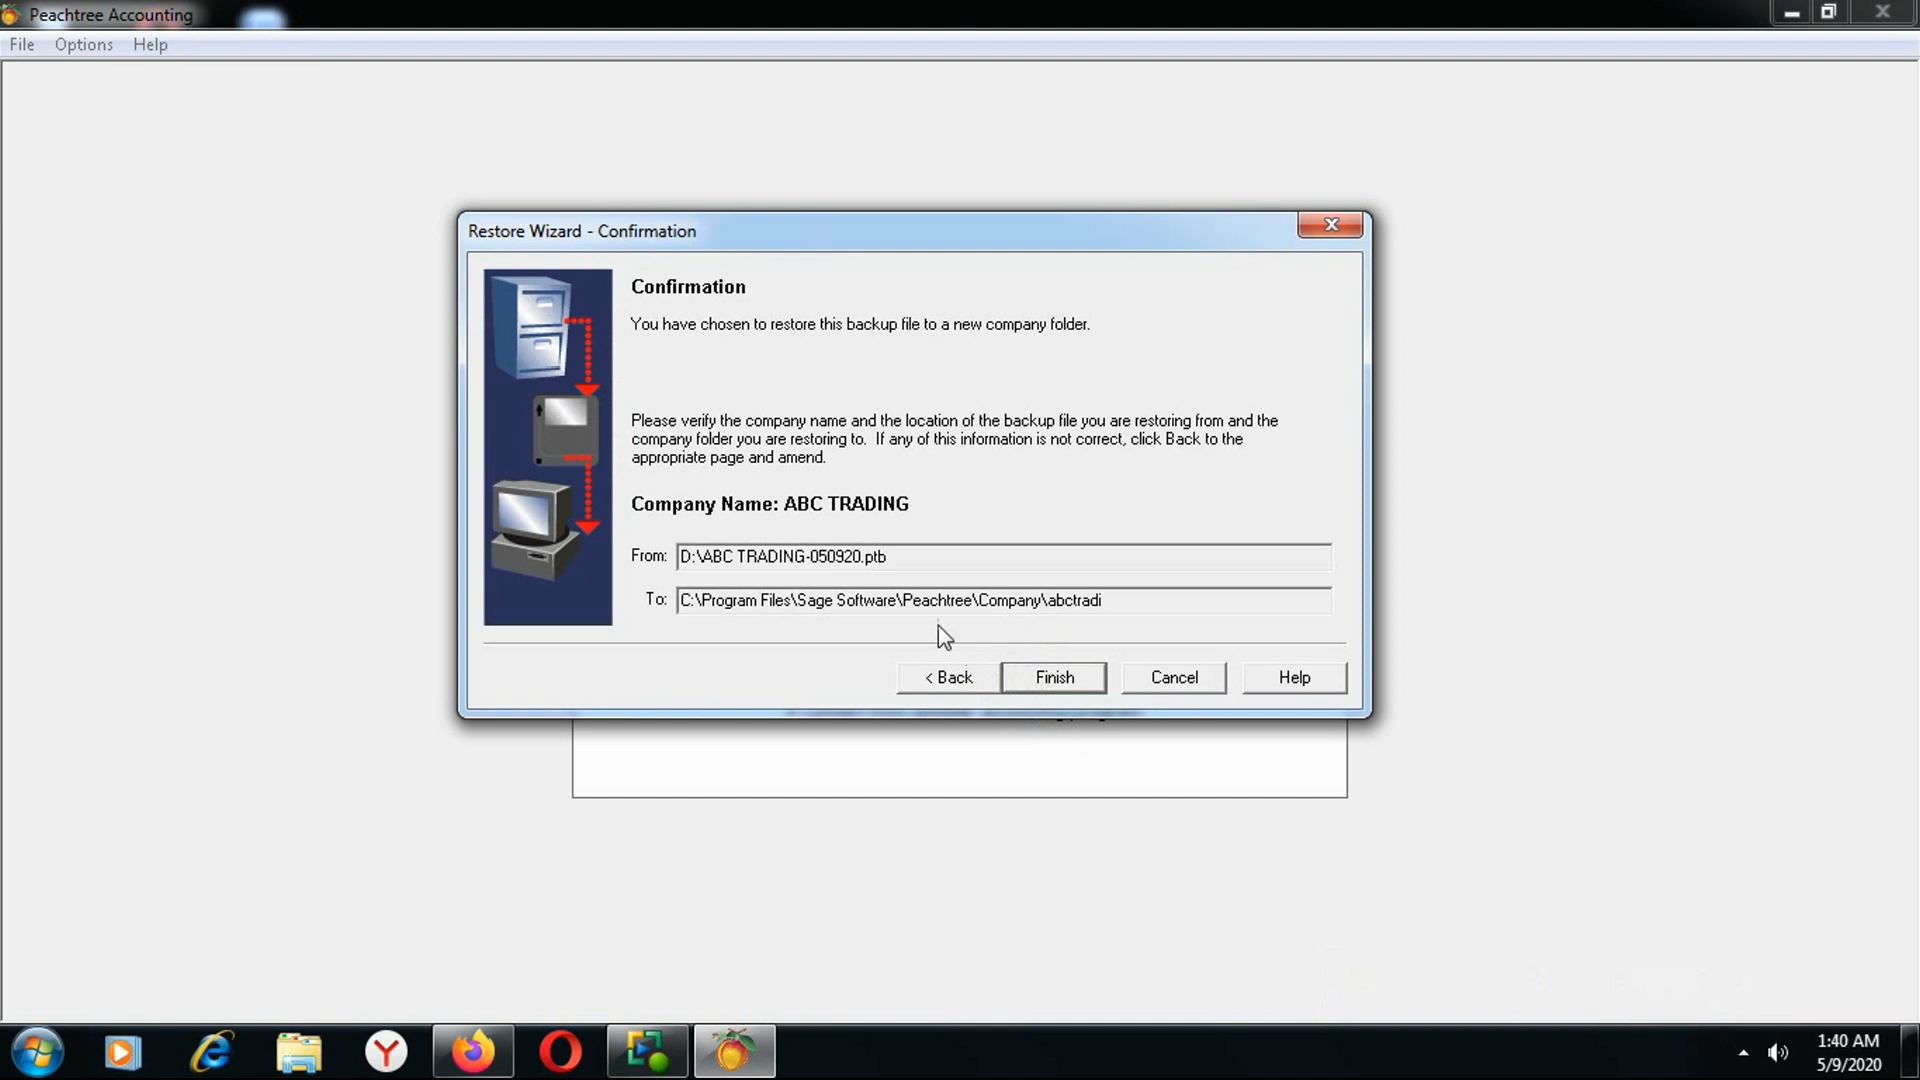 Peachtree Accounting
File Options Help
Restore Wizard - Confirmation
Confirmation
You have chosen to restore this backup file to a new company folder.
Please verify the company name and the location of the backup file you are restoring from and the
company folder you are restoring to. If any of this information is not correct, click Back to the
appropriate page and amend.
Company Name: ABC TRADING
From: D:\ABC TRADING-050920.ptb
To: C:\Program Files\Sage Software\Peachtree\Company\abctradi
< Back Finish Cancel Help
1:40 AM
5/9/2020